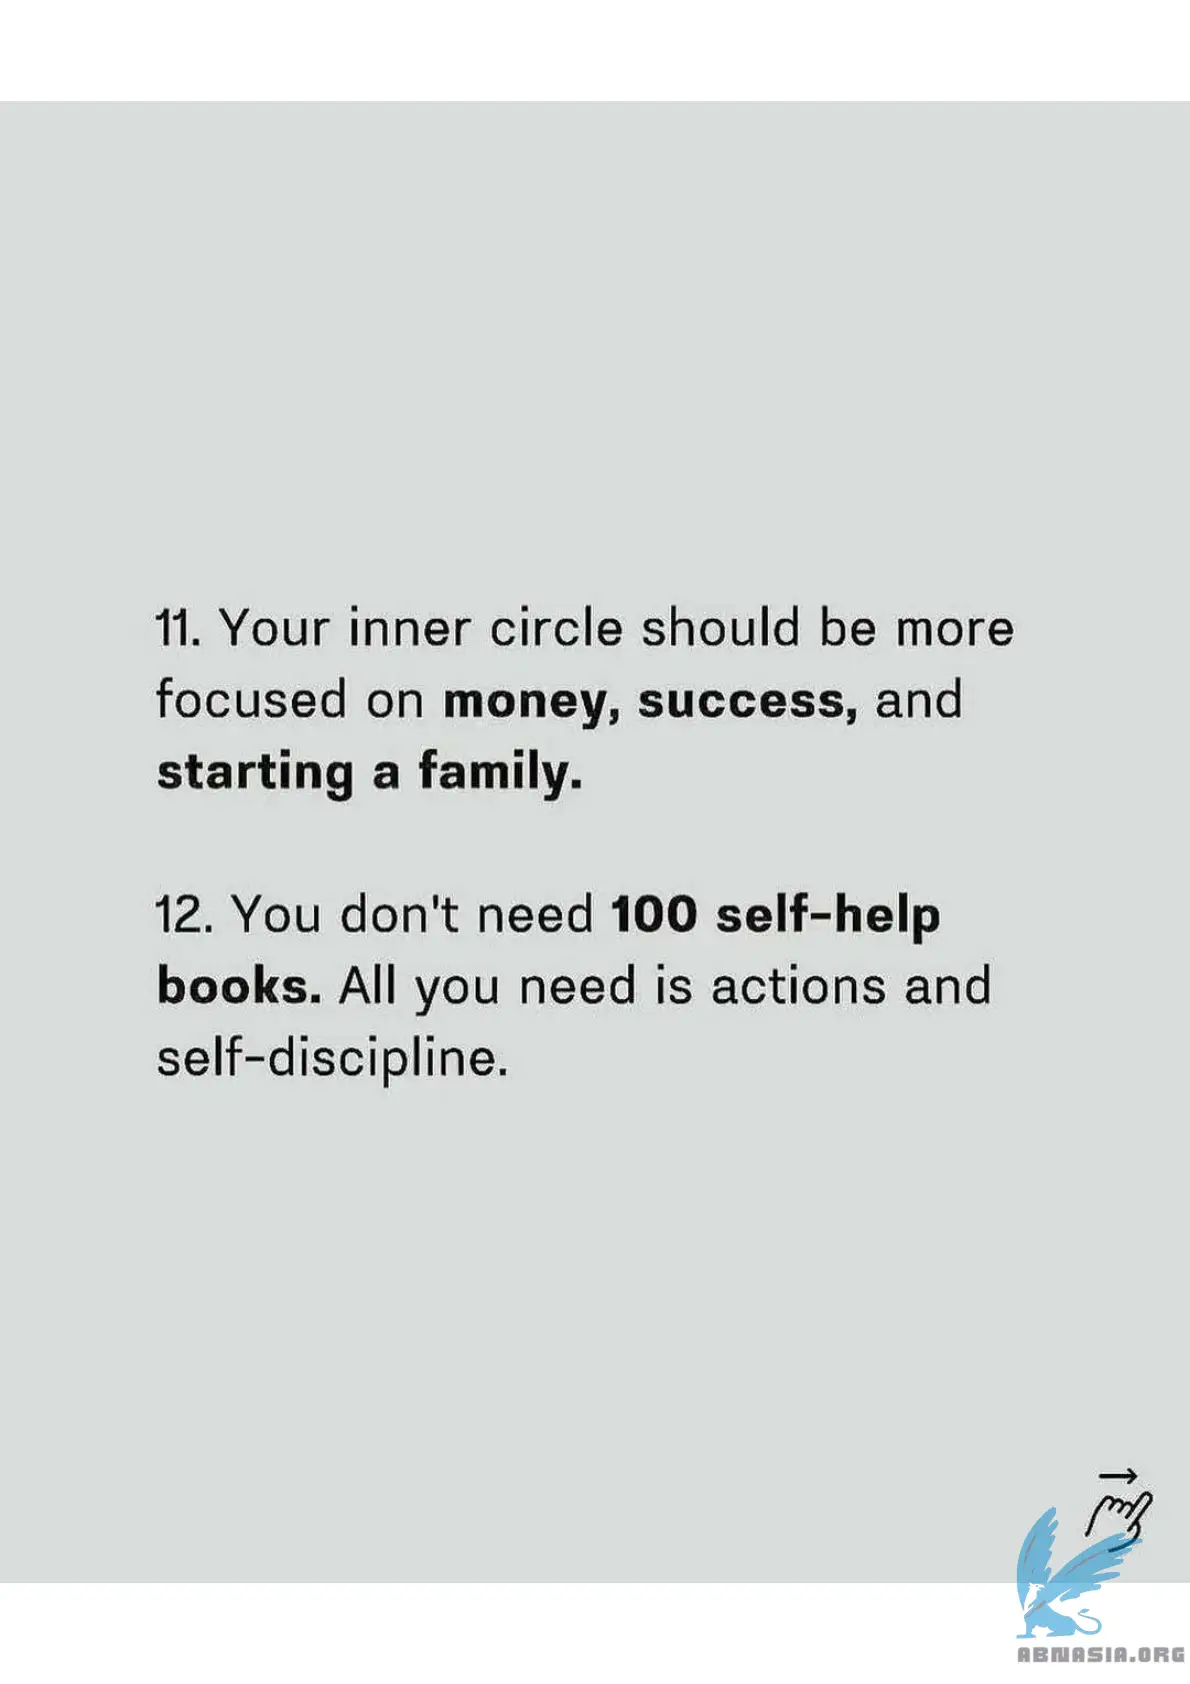 11. Your inner circle should be more
focused on money, success, and
starting a family.
12. You don't need 100 self-help
books. All you need is actions and
self-discipline.
ABNASIA.ORG